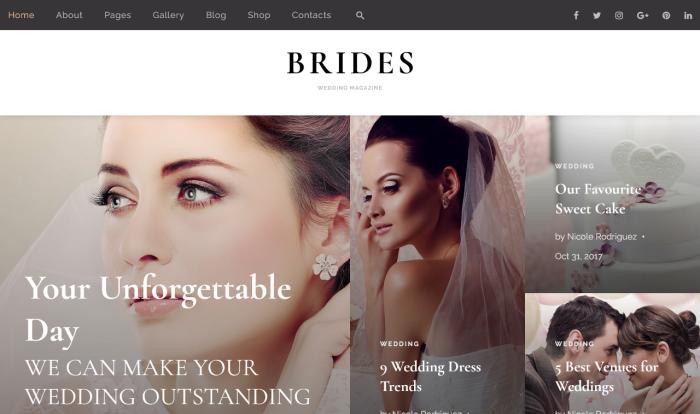 Home About Pages Gallery Blog Shop Contacts
BRIDES
WEDDING MAGAZINE
Your Unforgettable
Day
WE CAN MAKE YOUR
WEDDING OUTSTANDING
WEDDING
9 Wedding Dress
Trends
by Nicole Rodriguez •
WEDDING
Our Favourite
Sweet Cake
by Nicole Rodriguez •
Oct 31, 2017
WEDDING
5 Best Venues for
Weddings
by Nicole Rodriguez •